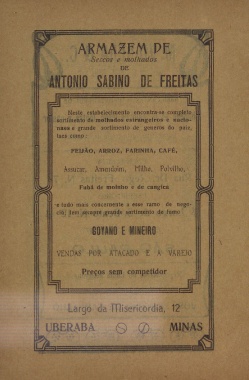 ARMAZEM DE
Seccos e molhados
DE
ANTONIO SABINO DE FREITAS
Neste estabelecimento encontra-se completo
sortimento de molhados extrangeiros e nacio-
naes e grande sortimento de generos do paiz,
taes como:
FEIJÃO, ARROZ, FARINHA, CAFÉ,
Assucar, Amendoim, Milho, Polvilho,
Fubá de moinho e de cangica
e tudo mais concernente a esse ramo de nego-
cio; tem sempre grande sortimento de fumo
GOYANO E MINEIRO
VENDAS POR ATACADO E A VAREJO
Preços sem competidor
Largo da Misericordia, 12
UBERABA MINAS